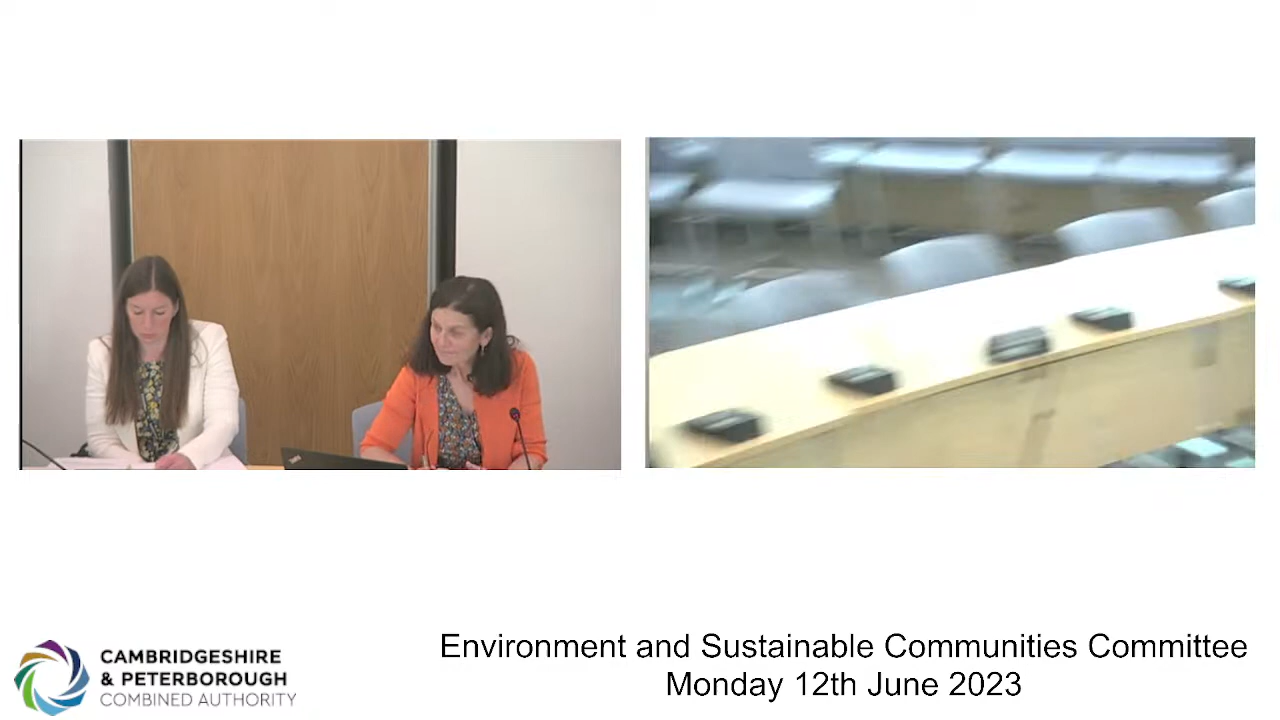 CAMBRIDGESHIRE
& PETERBOROUGH
COMBINED AUTHORITY
Environment and Sustainable Communities Committee
Monday 12th June 2023